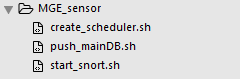 MGE_sensor
create_scheduler.sh
push_mainDB.sh
start_snort.sh